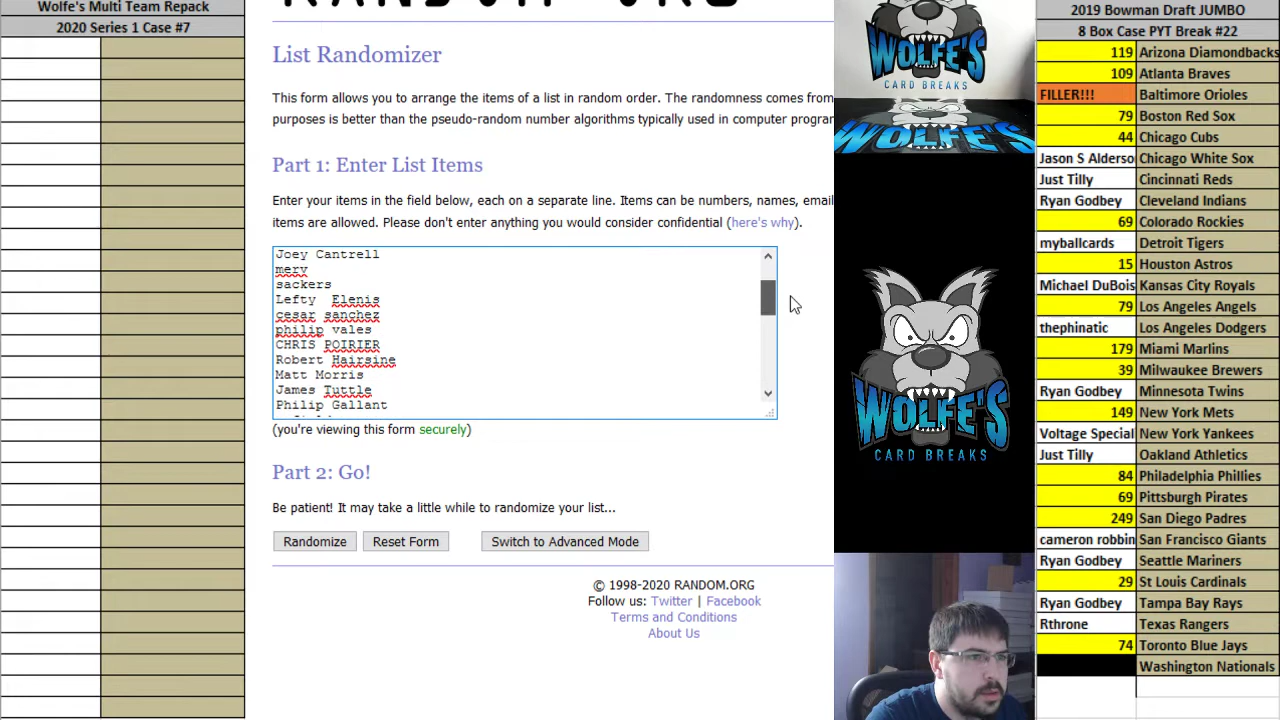 Wolfe's Multi Team Repack
2020 Series 1 Case #7
RANDOM.ORG
List Randomizer
This form allows you to arrange the items of a list in random order. The randomness comes from
purposes is better than the pseudo-random number algorithms typically used in computer program
Part 1: Enter List Items
Enter your items in the field below, each on a separate line. Items can be numbers, names, email
items are allowed. Please don't enter anything you would consider confidential (here's why).
Joey Cantrell
merv
sackers
Lefty Elenis
cesar sanchez
philip vales
CHRIS POIRIER
Robert Hairsine
Matt Morris
James Tuttle
Philip Gallant
(you're viewing this form securely)
Part 2: Go!
Be patient! It may take a little while to randomize your list...
Randomize
Reset Form
Switch to Advanced Mode
© 1998-2020 RANDOM.ORG
Follow us: Twitter | Facebook
Terms and Conditions
About Us
WOLFE'S
CARD BREAKS
WOLFE'S
WOLFE'S
CARD BREAKS
2019 Bowman Draft JUMBO
8 Box Case PYT Break #22
119 Arizona Diamondbacks
109 Atlanta Braves
FILLER!!! Baltimore Orioles
79 Boston Red Sox
44 Chicago Cubs
Jason S Alderso Chicago White Sox
Just Tilly Cincinnati Reds
Ryan Godbey Cleveland Indians
69 Colorado Rockies
myballcards Detroit Tigers
15 Houston Astros
Michael DuBois Kansas City Royals
79 Los Angeles Angels
thephinatic Los Angeles Dodgers
179 Miami Marlins
39 Milwaukee Brewers
Ryan Godbey Minnesota Twins
149 New York Mets
Voltage Special New York Yankees
Just Tilly Oakland Athletics
84 Philadelphia Phillies
69 Pittsburgh Pirates
249 San Diego Padres
cameron robbin San Francisco Giants
Ryan Godbey Seattle Mariners
29 St Louis Cardinals
Ryan Godbey Tampa Bay Rays
Rthrone Texas Rangers
74 Toronto Blue Jays
Washington Nationals